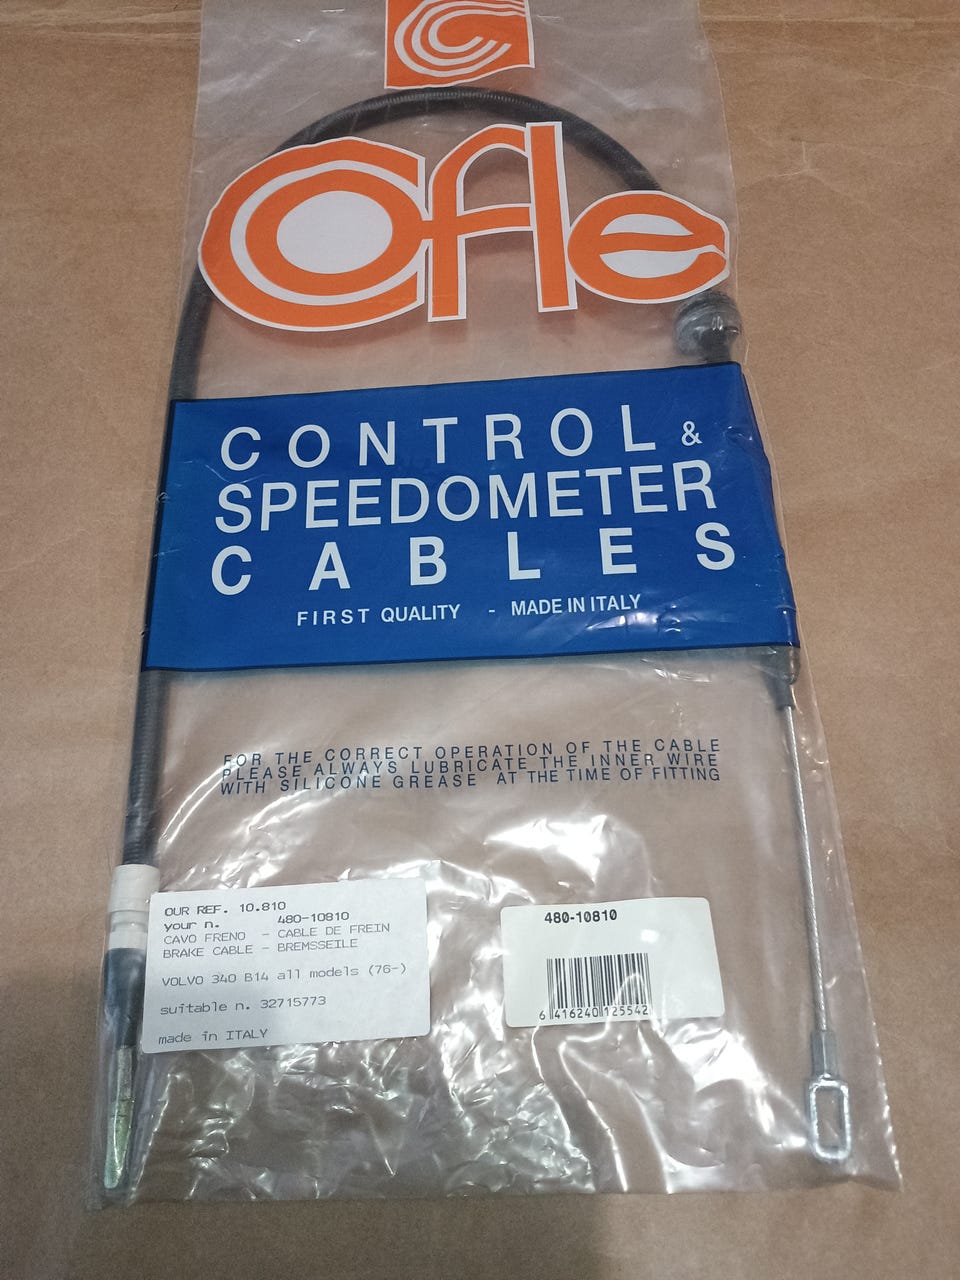 Cofle
CONTROL &
SPEEDOMETER
CABLES
FIRST QUALITY - MADE IN ITALY
FOR THE CORRECT OPERATION OF THE CABLE
PLEASE ALWAYS LUBRICATE THE INNER WIRE
WITH SILICONE GREASE AT THE TIME OF FITTING
OUR REF. 10.810
your n. 480-10810
CAVO FRENO - CABLE DE FREIN
BRAKE CABLE - BREMSSEILE
VOLVO 340 B14 all models (76-)
suitable n. 32715773
made in ITALY
480-10810
6 416240 125542